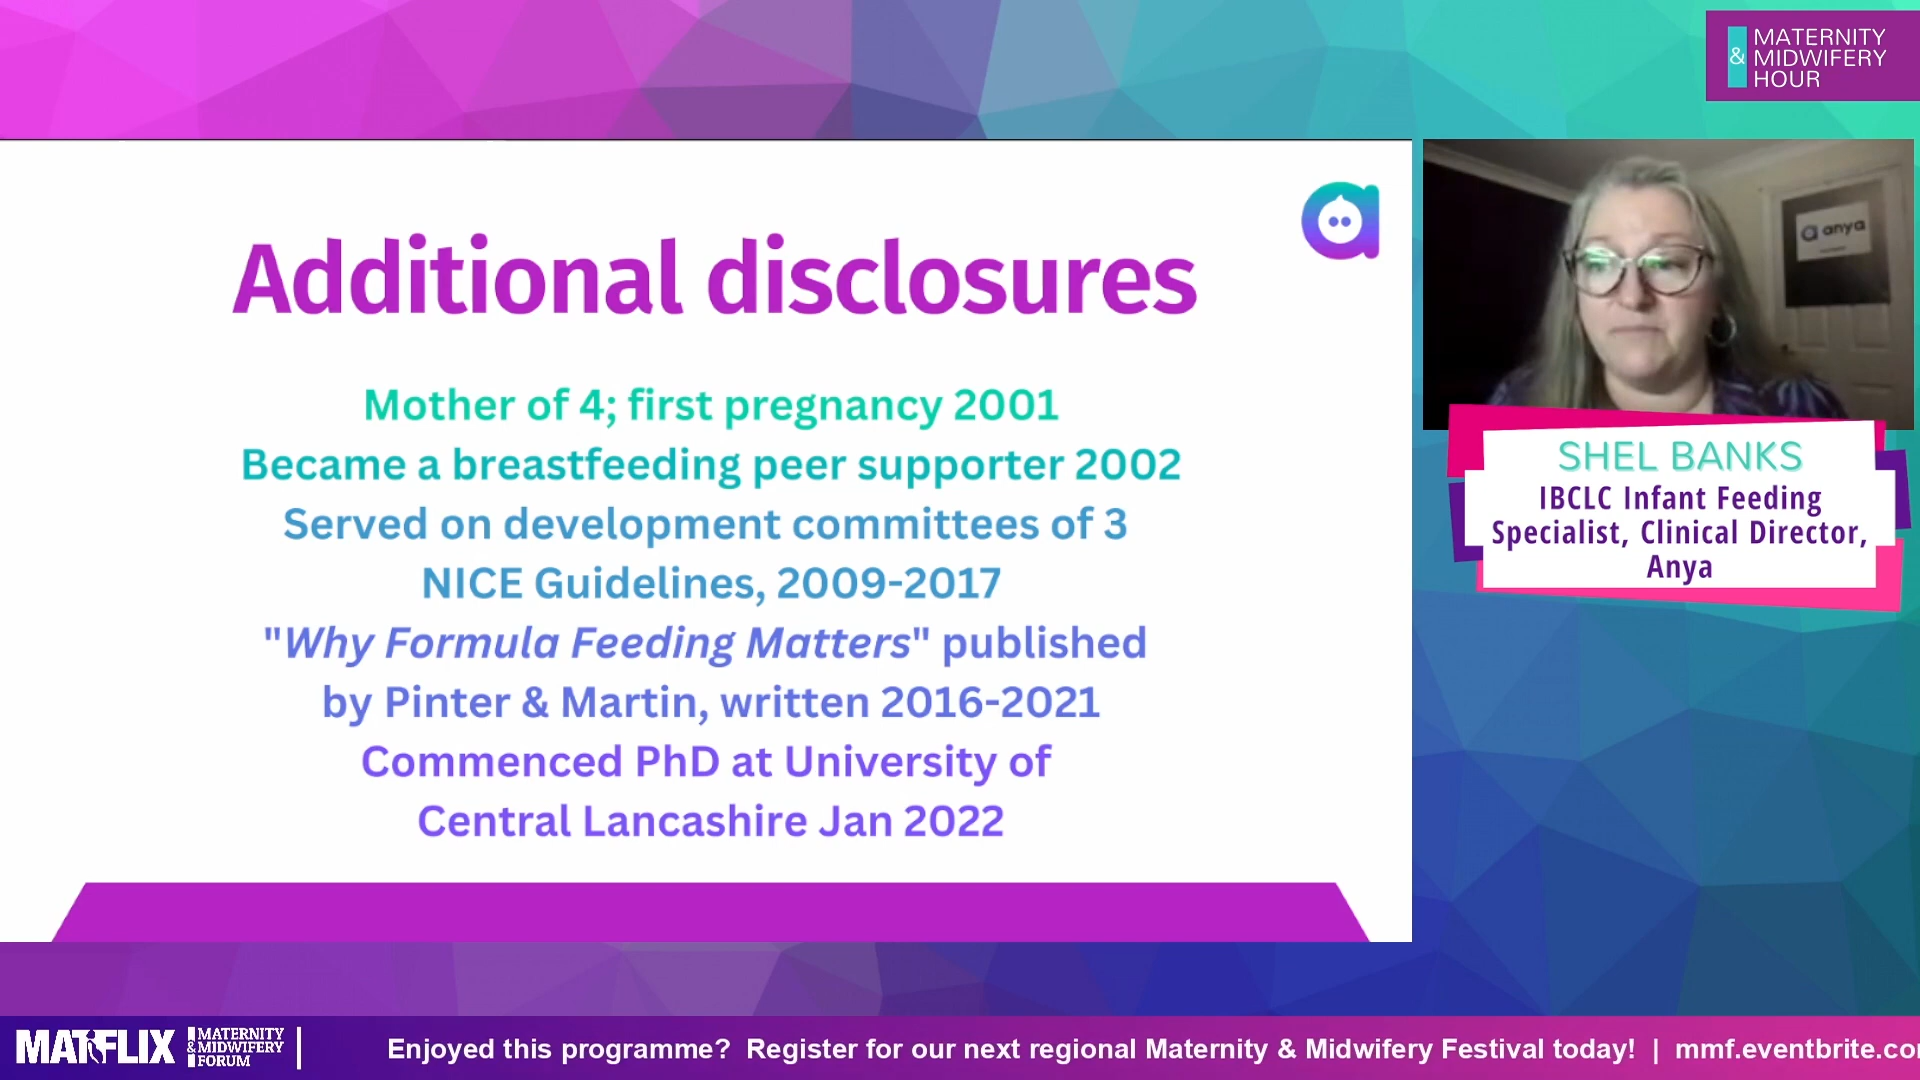 &
MATERNITY
MIDWIFERY
HOUR
Additional disclosures
Mother of 4; first pregnancy 2001
Became a breastfeeding peer supporter 2002
Served on development committees of 3
NICE Guidelines, 2009-2017
"Why Formula Feeding Matters" published
by Pinter & Martin, written 2016-2021
Commenced PhD at University of
Central Lancashire Jan 2022
anya
SHEL BANKS
IBCLC Infant Feeding
Specialist, Clinical Director,
Anya
MATFLIX
MATERNITY
&MIDWIFERY
FORUM
Enjoyed this programme? Register for our next regional Maternity & Midwifery Festival today! | mmf.eventbrite.co